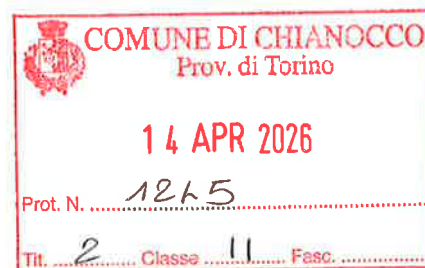 COMUNE DI CHIANOCCO
Prov. di Torino
14 APR 2026
Prot. N. .......1245.......
Tit. ...2... Classe ...11... Fasc. ...